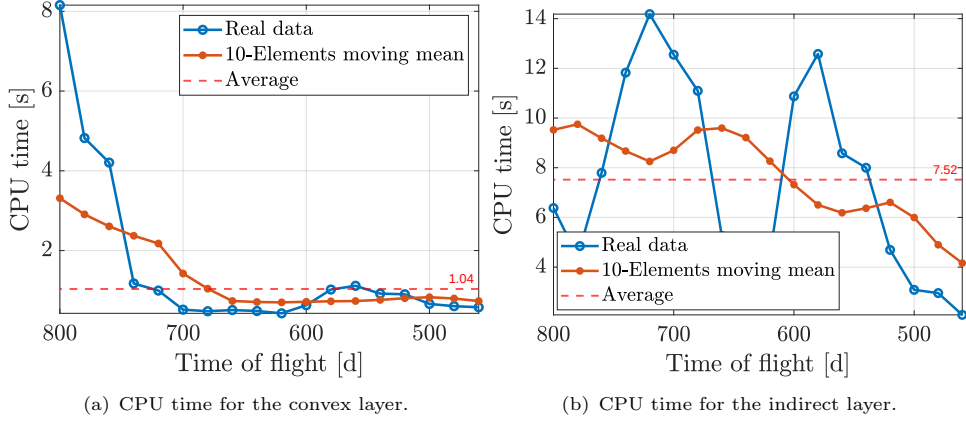 8
6
4
2
CPU time [s]
Real data
10-Elements moving mean
Average
1.04
800
700
600
500
Time of flight [d]
(a) CPU time for the convex layer.
14
12
10
8
6
4
CPU time [s]
7.52
Real data
10-Elements moving mean
Average
800
700
600
500
Time of flight [d]
(b) CPU time for the indirect layer.